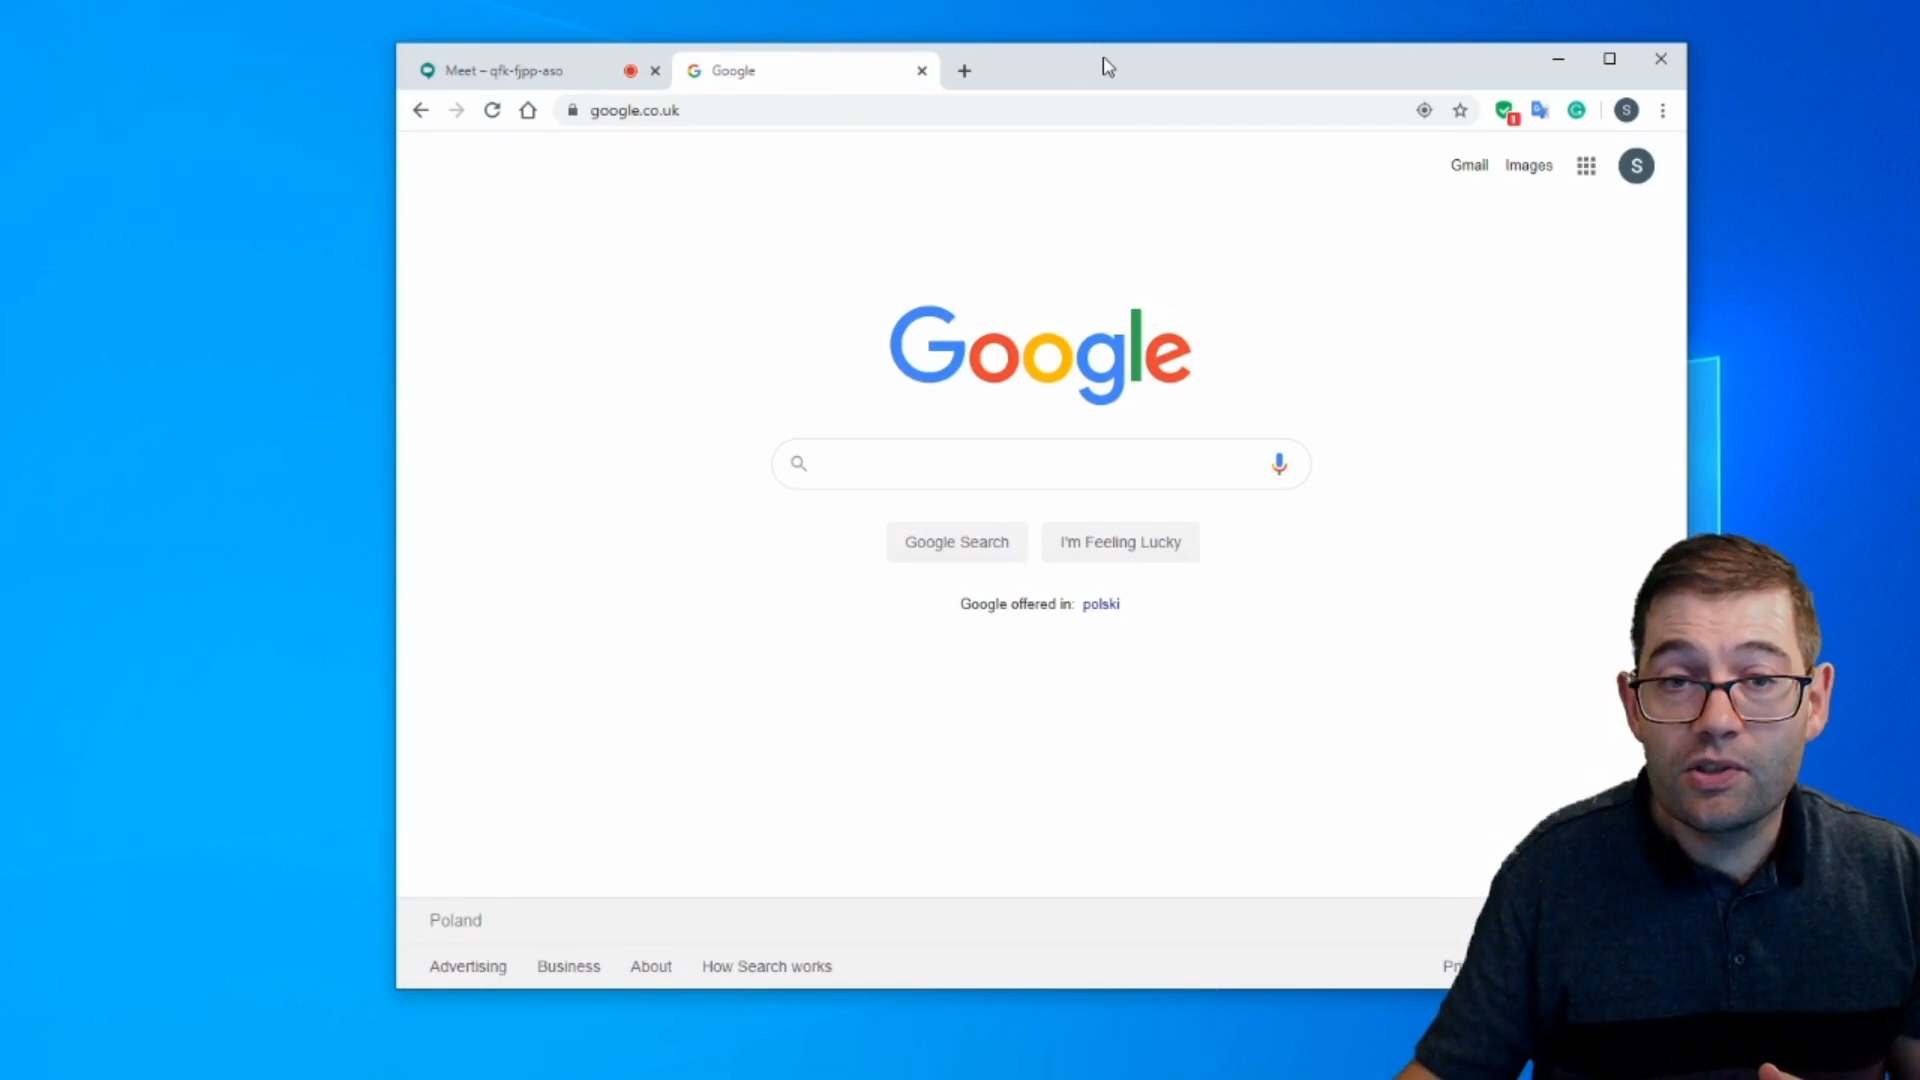 Meet – qfk-fjpp-aso
Google
google.co.uk
1
S
Gmail Images
S
Google
Google Search
I'm Feeling Lucky
Google offered in: polski
Poland
Advertising Business About How Search works